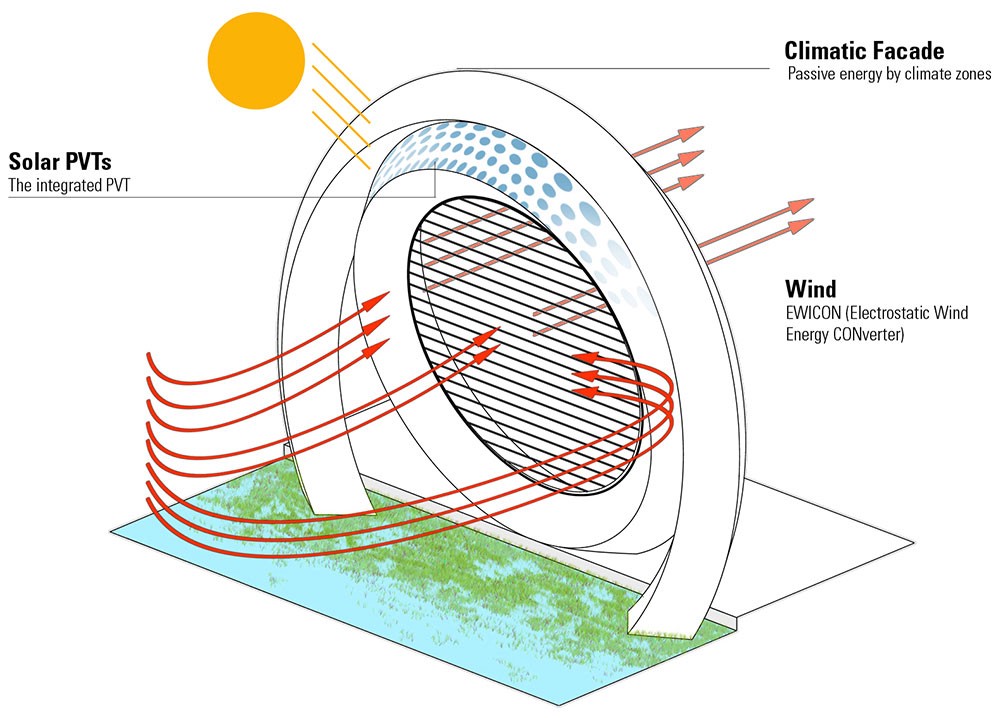 Climatic Facade
Passive energy by climate zones
Solar PVTs
The integrated PVT
Wind
EWICON (Electrostatic Wind
Energy CONverter)